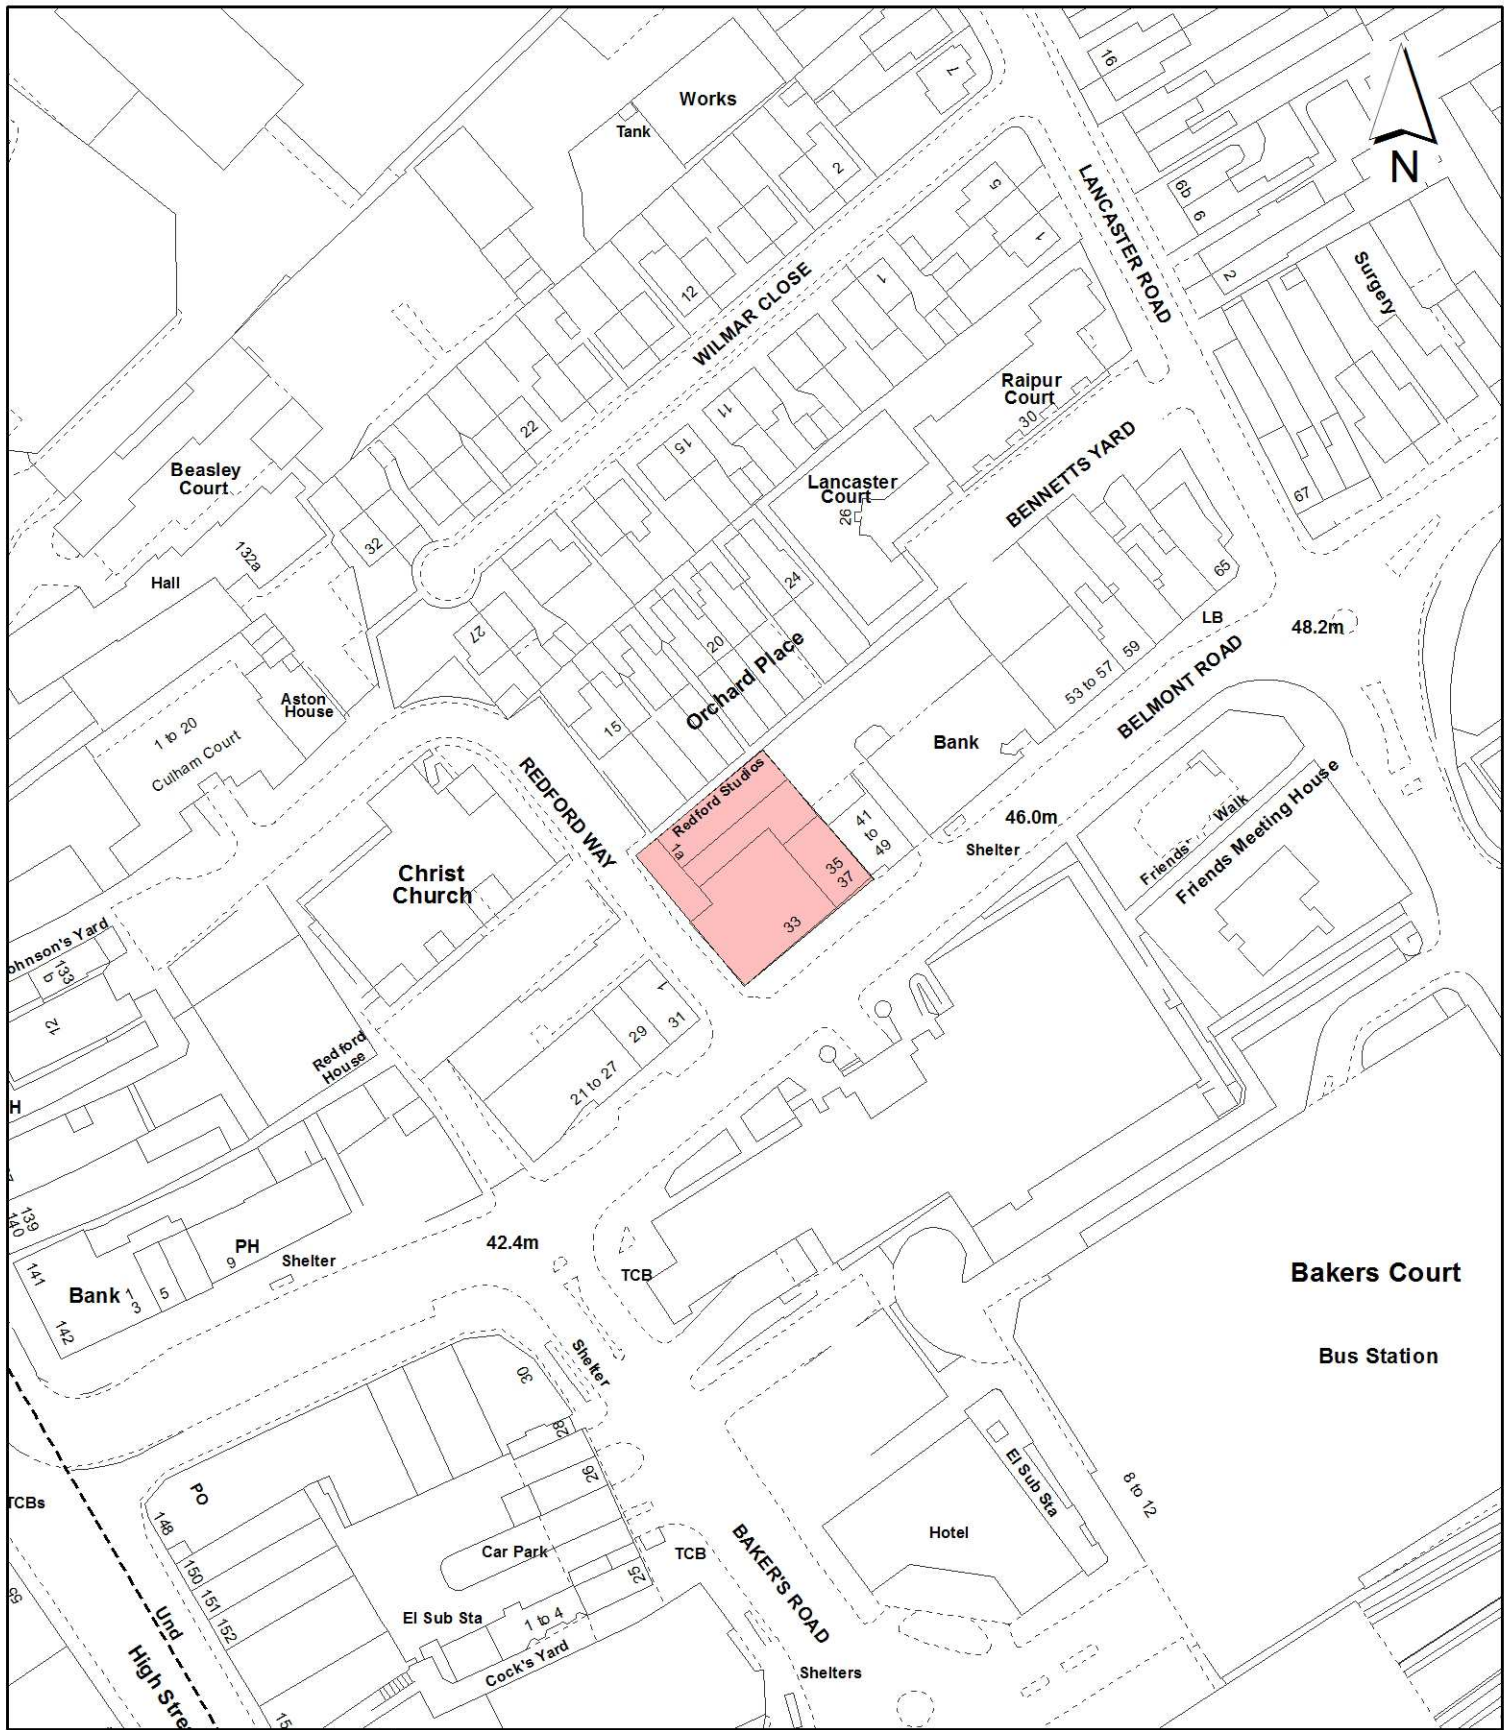 16
7
Works
Tank
N
2
5
LANCASTER ROAD
6b
6
1
2
Surgery
12
1
WILMAR CLOSE
Raipur
Court
30
11
22
15
BENNETTS YARD
Beasley
Court
Lancaster
Court
26
67
32
132a
Hall
24
65
LB
48.2m
27
20
Orchard Place
59
53 to 57
BELMONT ROAD
Aston
House
1 to 20
Culham Court
15
Bank
REDFORD WAY
Redford Studios
1a
41
to
49
46.0m
Shelter
Friends'
Walk
Friends Meeting House
Christ
Church
35
37
33
ohnson's Yard
133
b
12
1
31
29
21 to 27
Redford
House
H
139
140
42.4m
PH
9
Shelter
TCB
141
Bank
1
3
5
142
Bakers Court
Bus Station
Shelter
30
28
26
PO
El Sub Sta
8 to 12
TCBs
148
Hotel
Car Park
TCB
BAKER'S ROAD
150
151
152
25
55
Und
El Sub Sta
1 to 4
Cock's Yard
Shelters
High Stre
15